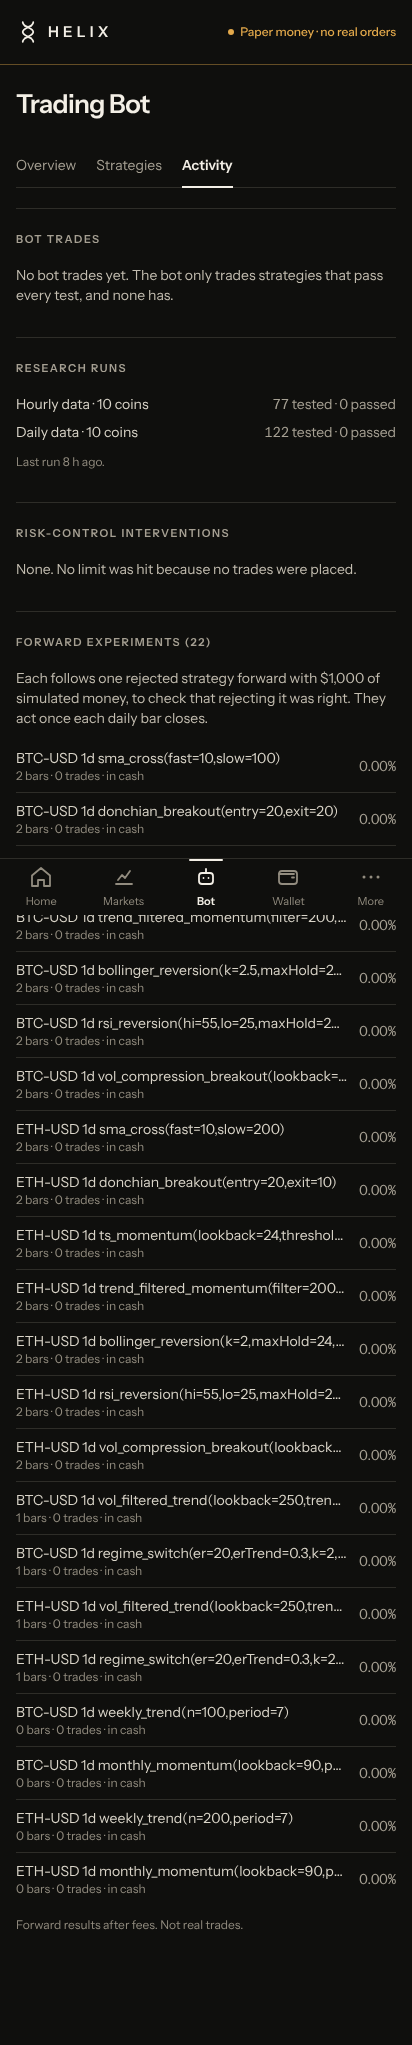 HELIX
Paper money · no real orders
Trading Bot
Overview Strategies Activity
BOT TRADES
No bot trades yet. The bot only trades strategies that pass
every test, and none has.
RESEARCH RUNS
Hourly data · 10 coins 77 tested · 0 passed
Daily data · 10 coins 122 tested · 0 passed
Last run 8 h ago.
RISK-CONTROL INTERVENTIONS
None. No limit was hit because no trades were placed.
FORWARD EXPERIMENTS (22)
Each follows one rejected strategy forward with $1,000 of
simulated money, to check that rejecting it was right. They
act once each daily bar closes.
BTC-USD 1d sma_cross(fast=10,slow=100) 0.00%
2 bars · 0 trades · in cash
BTC-USD 1d donchian_breakout(entry=20,exit=20) 0.00%
2 bars · 0 trades · in cash
Home Markets Bot Wallet More
BTC-USD 1d trend_filtered_momentum(filter=200,... 0.00%
2 bars · 0 trades · in cash
BTC-USD 1d bollinger_reversion(k=2.5,maxHold=2... 0.00%
2 bars · 0 trades · in cash
BTC-USD 1d rsi_reversion(hi=55,lo=25,maxHold=2... 0.00%
2 bars · 0 trades · in cash
BTC-USD 1d vol_compression_breakout(lookback=... 0.00%
2 bars · 0 trades · in cash
ETH-USD 1d sma_cross(fast=10,slow=200) 0.00%
2 bars · 0 trades · in cash
ETH-USD 1d donchian_breakout(entry=20,exit=10) 0.00%
2 bars · 0 trades · in cash
ETH-USD 1d ts_momentum(lookback=24,threshol... 0.00%
2 bars · 0 trades · in cash
ETH-USD 1d trend_filtered_momentum(filter=200... 0.00%
2 bars · 0 trades · in cash
ETH-USD 1d bollinger_reversion(k=2,maxHold=24,... 0.00%
2 bars · 0 trades · in cash
ETH-USD 1d rsi_reversion(hi=55,lo=25,maxHold=2... 0.00%
2 bars · 0 trades · in cash
ETH-USD 1d vol_compression_breakout(lookback... 0.00%
2 bars · 0 trades · in cash
BTC-USD 1d vol_filtered_trend(lookback=250,tren... 0.00%
1 bars · 0 trades · in cash
BTC-USD 1d regime_switch(er=20,erTrend=0.3,k=2,... 0.00%
1 bars · 0 trades · in cash
ETH-USD 1d vol_filtered_trend(lookback=250,tren... 0.00%
1 bars · 0 trades · in cash
ETH-USD 1d regime_switch(er=20,erTrend=0.3,k=2... 0.00%
1 bars · 0 trades · in cash
BTC-USD 1d weekly_trend(n=100,period=7) 0.00%
0 bars · 0 trades · in cash
BTC-USD 1d monthly_momentum(lookback=90,p... 0.00%
0 bars · 0 trades · in cash
ETH-USD 1d weekly_trend(n=200,period=7) 0.00%
0 bars · 0 trades · in cash
ETH-USD 1d monthly_momentum(lookback=90,p... 0.00%
0 bars · 0 trades · in cash
Forward results after fees. Not real trades.